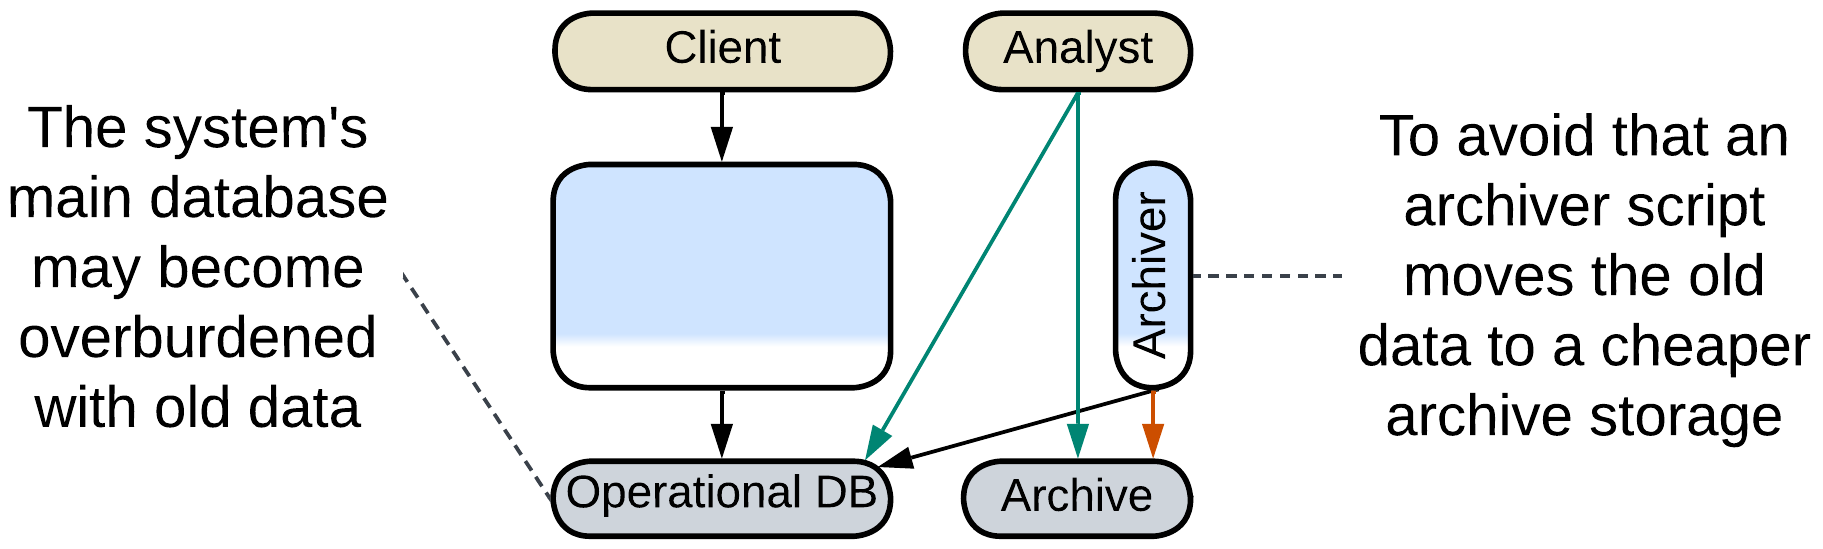 Client
Analyst
The system's
main database
may become
overburdened
with old data
Archiver
To avoid that an
archiver script
moves the old
data to a cheaper
archive storage
Operational DB
Archive